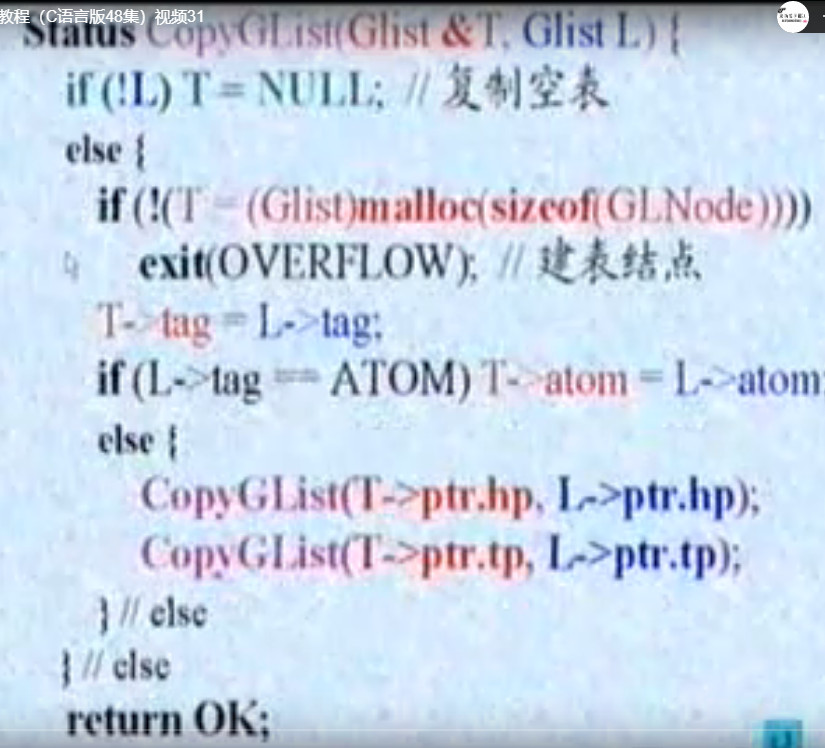 教程（C语言版48集）视频31
Status CopyGList(Glist &T, Glist L) {
if (!L) T = NULL; // 复制空表
else {
if (!(T = (Glist)malloc(sizeof(GLNode))))
exit(OVERFLOW); // 建表结点
T->tag = L->tag;
if (L->tag == ATOM) T->atom = L->atom;
else {
CopyGList(T->ptr.hp, L->ptr.hp);
CopyGList(T->ptr.tp, L->ptr.tp);
} // else
} // else
return OK;